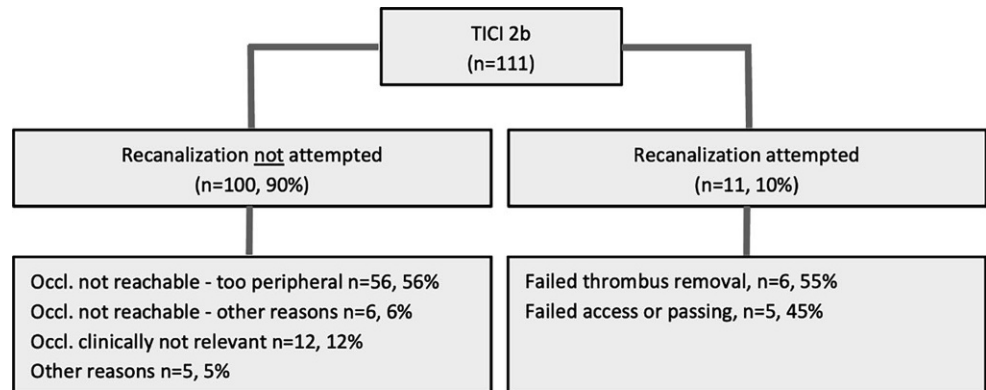 TICI 2b
(n=111)
Recanalization not attempted
(n=100, 90%)
Recanalization attempted
(n=11, 10%)
Occl. not reachable - too peripheral n=56, 56%
Occl. not reachable - other reasons n=6, 6%
Occl. clinically not relevant n=12, 12%
Other reasons n=5, 5%
Failed thrombus removal, n=6, 55%
Failed access or passing, n=5, 45%